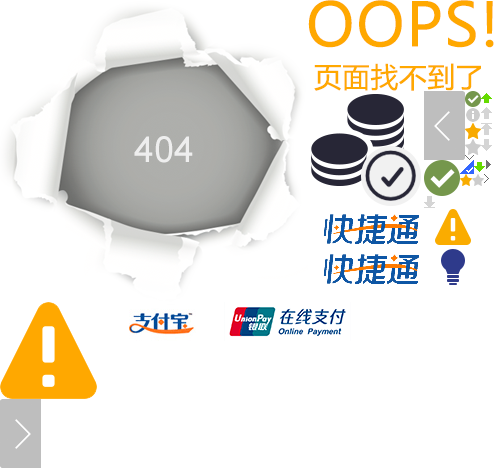 OOPS!
页面找不到了
404
快捷通
快捷通
支付宝
UnionPay
银联
在线支付
Online Payment